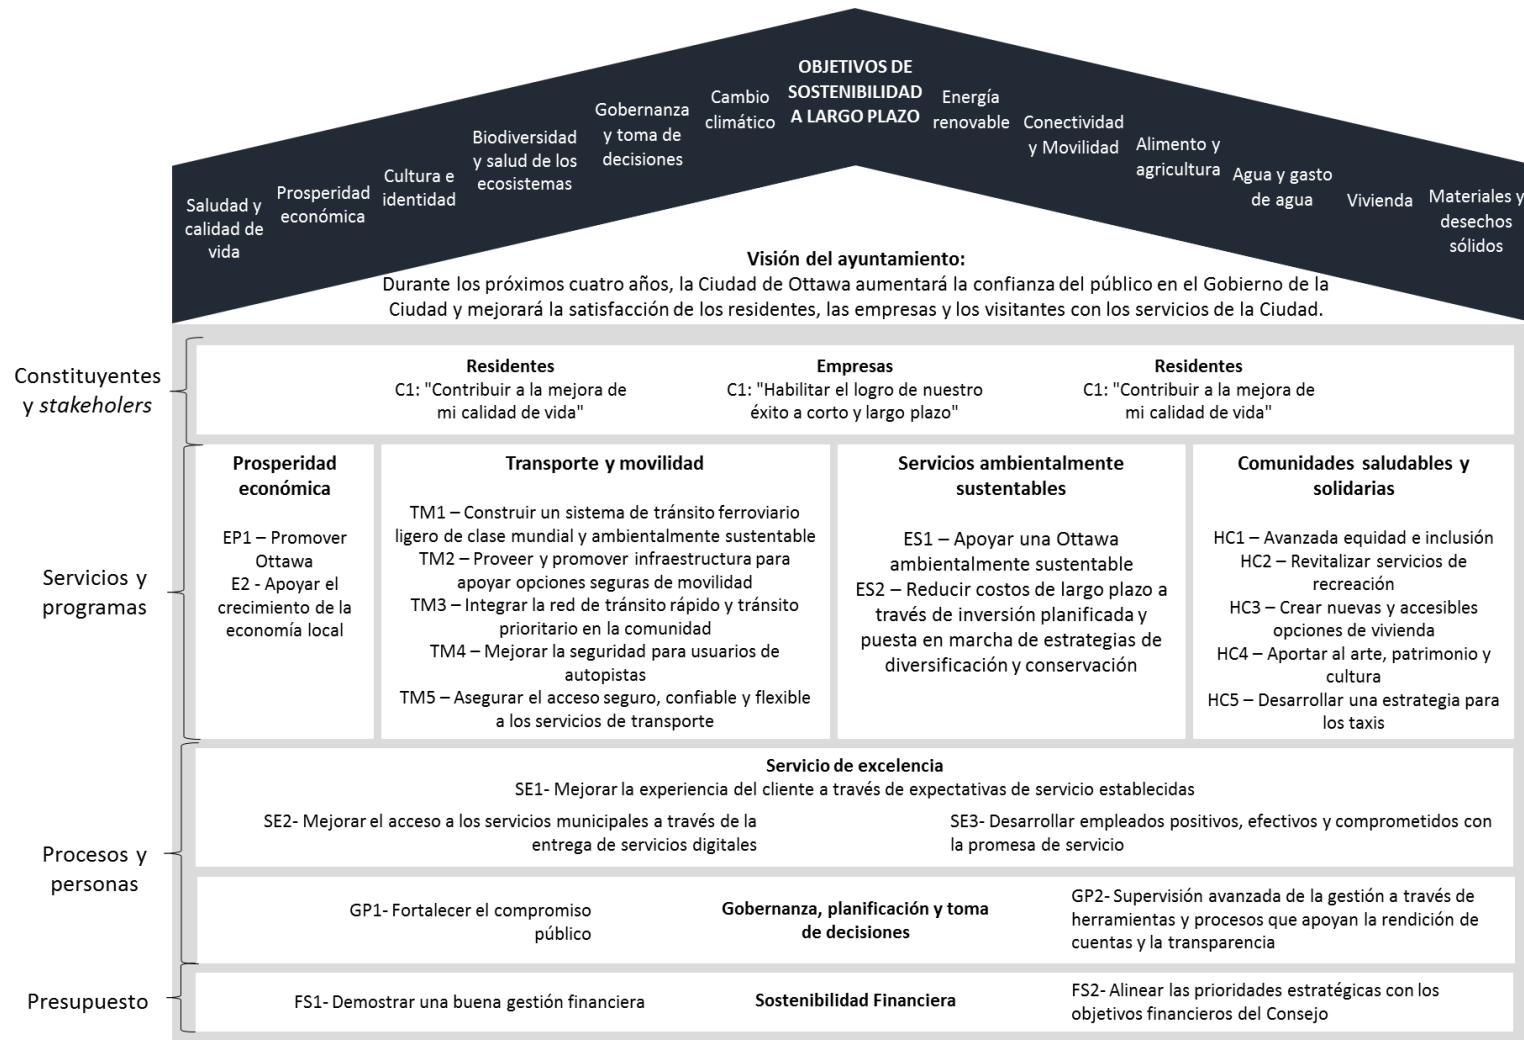 OBJETIVOS DE
SOSTENIBILIDAD
A LARGO PLAZO
Saludad y
calidad de
vida
Prosperidad
económica
Cultura e
identidad
Biodiversidad
y salud de los
ecosistemas
Gobernanza
y toma de
decisiones
Cambio
climático
Energía
renovable
Conectividad
y Movilidad
Alimento y
agricultura
Agua y gasto
de agua
Vivienda
Materiales y
desechos
sólidos
Visión del ayuntamiento:
Durante los próximos cuatro años, la Ciudad de Ottawa aumentará la confianza del público en el Gobierno de la
Ciudad y mejorará la satisfacción de los residentes, las empresas y los visitantes con los servicios de la Ciudad.
Constituyentes
y stakeholers
Residentes
C1: "Contribuir a la mejora de
mi calidad de vida"
Empresas
C1: "Habilitar el logro de nuestro
éxito a corto y largo plazo"
Residentes
C1: "Contribuir a la mejora de
mi calidad de vida"
Servicios y
programas
Prosperidad
económica
EP1 – Promover
Ottawa
E2 - Apoyar el
crecimiento de la
economía local
Transporte y movilidad
TM1 – Construir un sistema de tránsito ferroviario
ligero de clase mundial y ambientalmente sustentable
TM2 – Proveer y promover infraestructura para
apoyar opciones seguras de movilidad
TM3 – Integrar la red de tránsito rápido y tránsito
prioritario en la comunidad
TM4 – Mejorar la seguridad para usuarios de
autopistas
TM5 – Asegurar el acceso seguro, confiable y flexible
a los servicios de transporte
Servicios ambientalmente
sustentables
ES1 – Apoyar una Ottawa
ambientalmente sustentable
ES2 – Reducir costos de largo plazo a
través de inversión planificada y
puesta en marcha de estrategias de
diversificación y conservación
Comunidades saludables y
solidarias
HC1 – Avanzada equidad e inclusión
HC2 – Revitalizar servicios de
recreación
HC3 – Crear nuevas y accesibles
opciones de vivienda
HC4 – Aportar al arte, patrimonio y
cultura
HC5 – Desarrollar una estrategia para
los taxis
Procesos y
personas
Servicio de excelencia
SE1- Mejorar la experiencia del cliente a través de expectativas de servicio establecidas
SE2- Mejorar el acceso a los servicios municipales a través de la
entrega de servicios digitales
SE3- Desarrollar empleados positivos, efectivos y comprometidos con
la promesa de servicio
GP1- Fortalecer el compromiso
público
Gobernanza, planificación y toma
de decisiones
GP2- Supervisión avanzada de la gestión a través de
herramientas y procesos que apoyan la rendición de
cuentas y la transparencia
Presupuesto
FS1- Demostrar una buena gestión financiera
Sostenibilidad Financiera
FS2- Alinear las prioridades estratégicas con los
objetivos financieros del Consejo